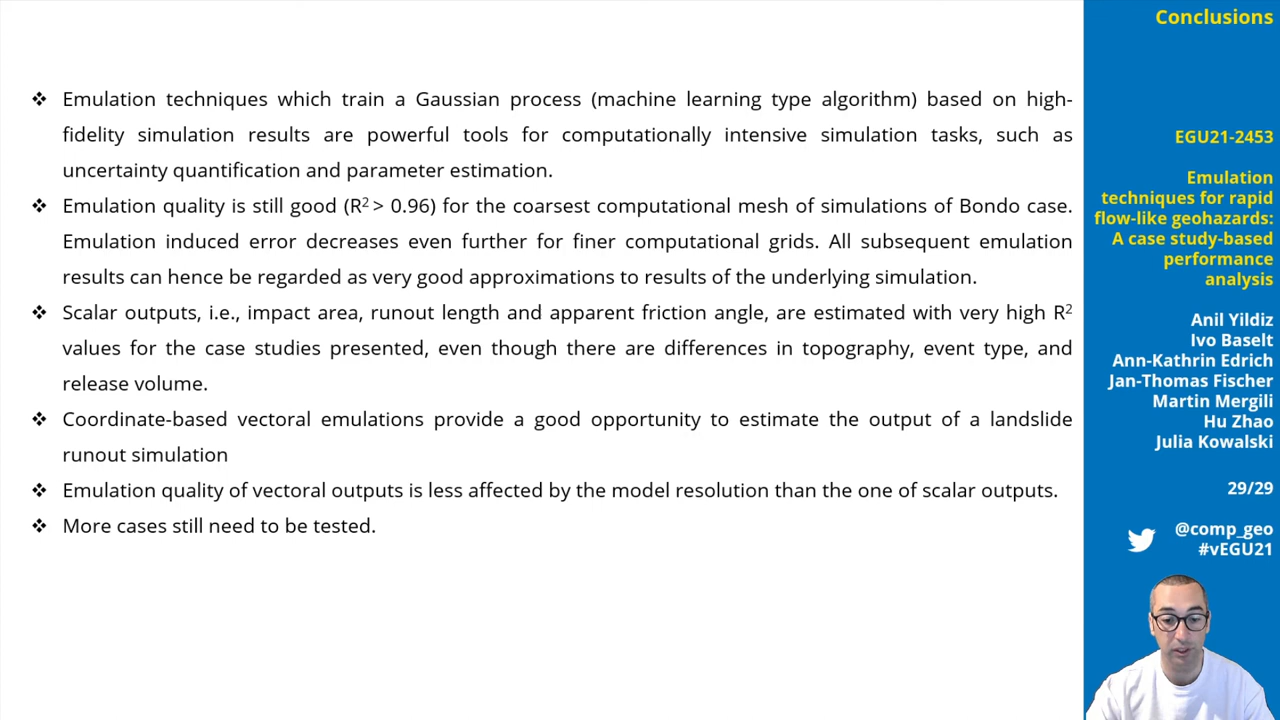 Conclusions
❖ Emulation techniques which train a Gaussian process (machine learning type algorithm) based on high-
fidelity simulation results are powerful tools for computationally intensive simulation tasks, such as
uncertainty quantification and parameter estimation.
❖ Emulation quality is still good (R² > 0.96) for the coarsest computational mesh of simulations of Bondo case.
Emulation induced error decreases even further for finer computational grids. All subsequent emulation
results can hence be regarded as very good approximations to results of the underlying simulation.
❖ Scalar outputs, i.e., impact area, runout length and apparent friction angle, are estimated with very high R²
values for the case studies presented, even though there are differences in topography, event type, and
release volume.
❖ Coordinate-based vectoral emulations provide a good opportunity to estimate the output of a landslide
runout simulation
❖ Emulation quality of vectoral outputs is less affected by the model resolution than the one of scalar outputs.
❖ More cases still need to be tested.
EGU21-2453
Emulation
techniques for rapid
flow-like geohazards:
A case study-based
performance
analysis
Anil Yildiz
Ivo Baselt
Ann-Kathrin Edrich
Jan-Thomas Fischer
Martin Mergili
Hu Zhao
Julia Kowalski
29/29
@comp_geo
#vEGU21